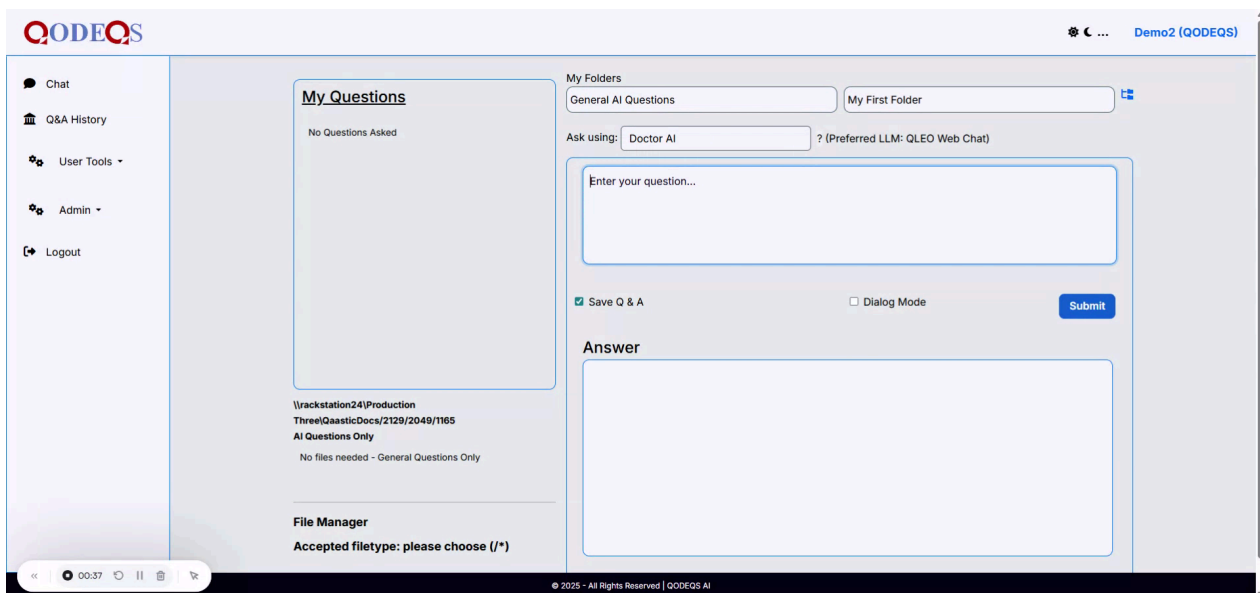 QODEQS
...
Demo2 (QODEQS)
Chat
Q&A History
User Tools
Admin
Logout
My Questions
No Questions Asked
\\rackstation24\Production
Three\QaasticDocs/2129/2049/1165
AI Questions Only
No files needed - General Questions Only
File Manager
Accepted filetype: please choose (/*)
My Folders
General AI Questions
My First Folder
Ask using:
Doctor AI
? (Preferred LLM: QLEO Web Chat)
Enter your question...
Save Q & A
Dialog Mode
Submit
Answer
00:37
© 2025 - All Rights Reserved | QODEQS AI